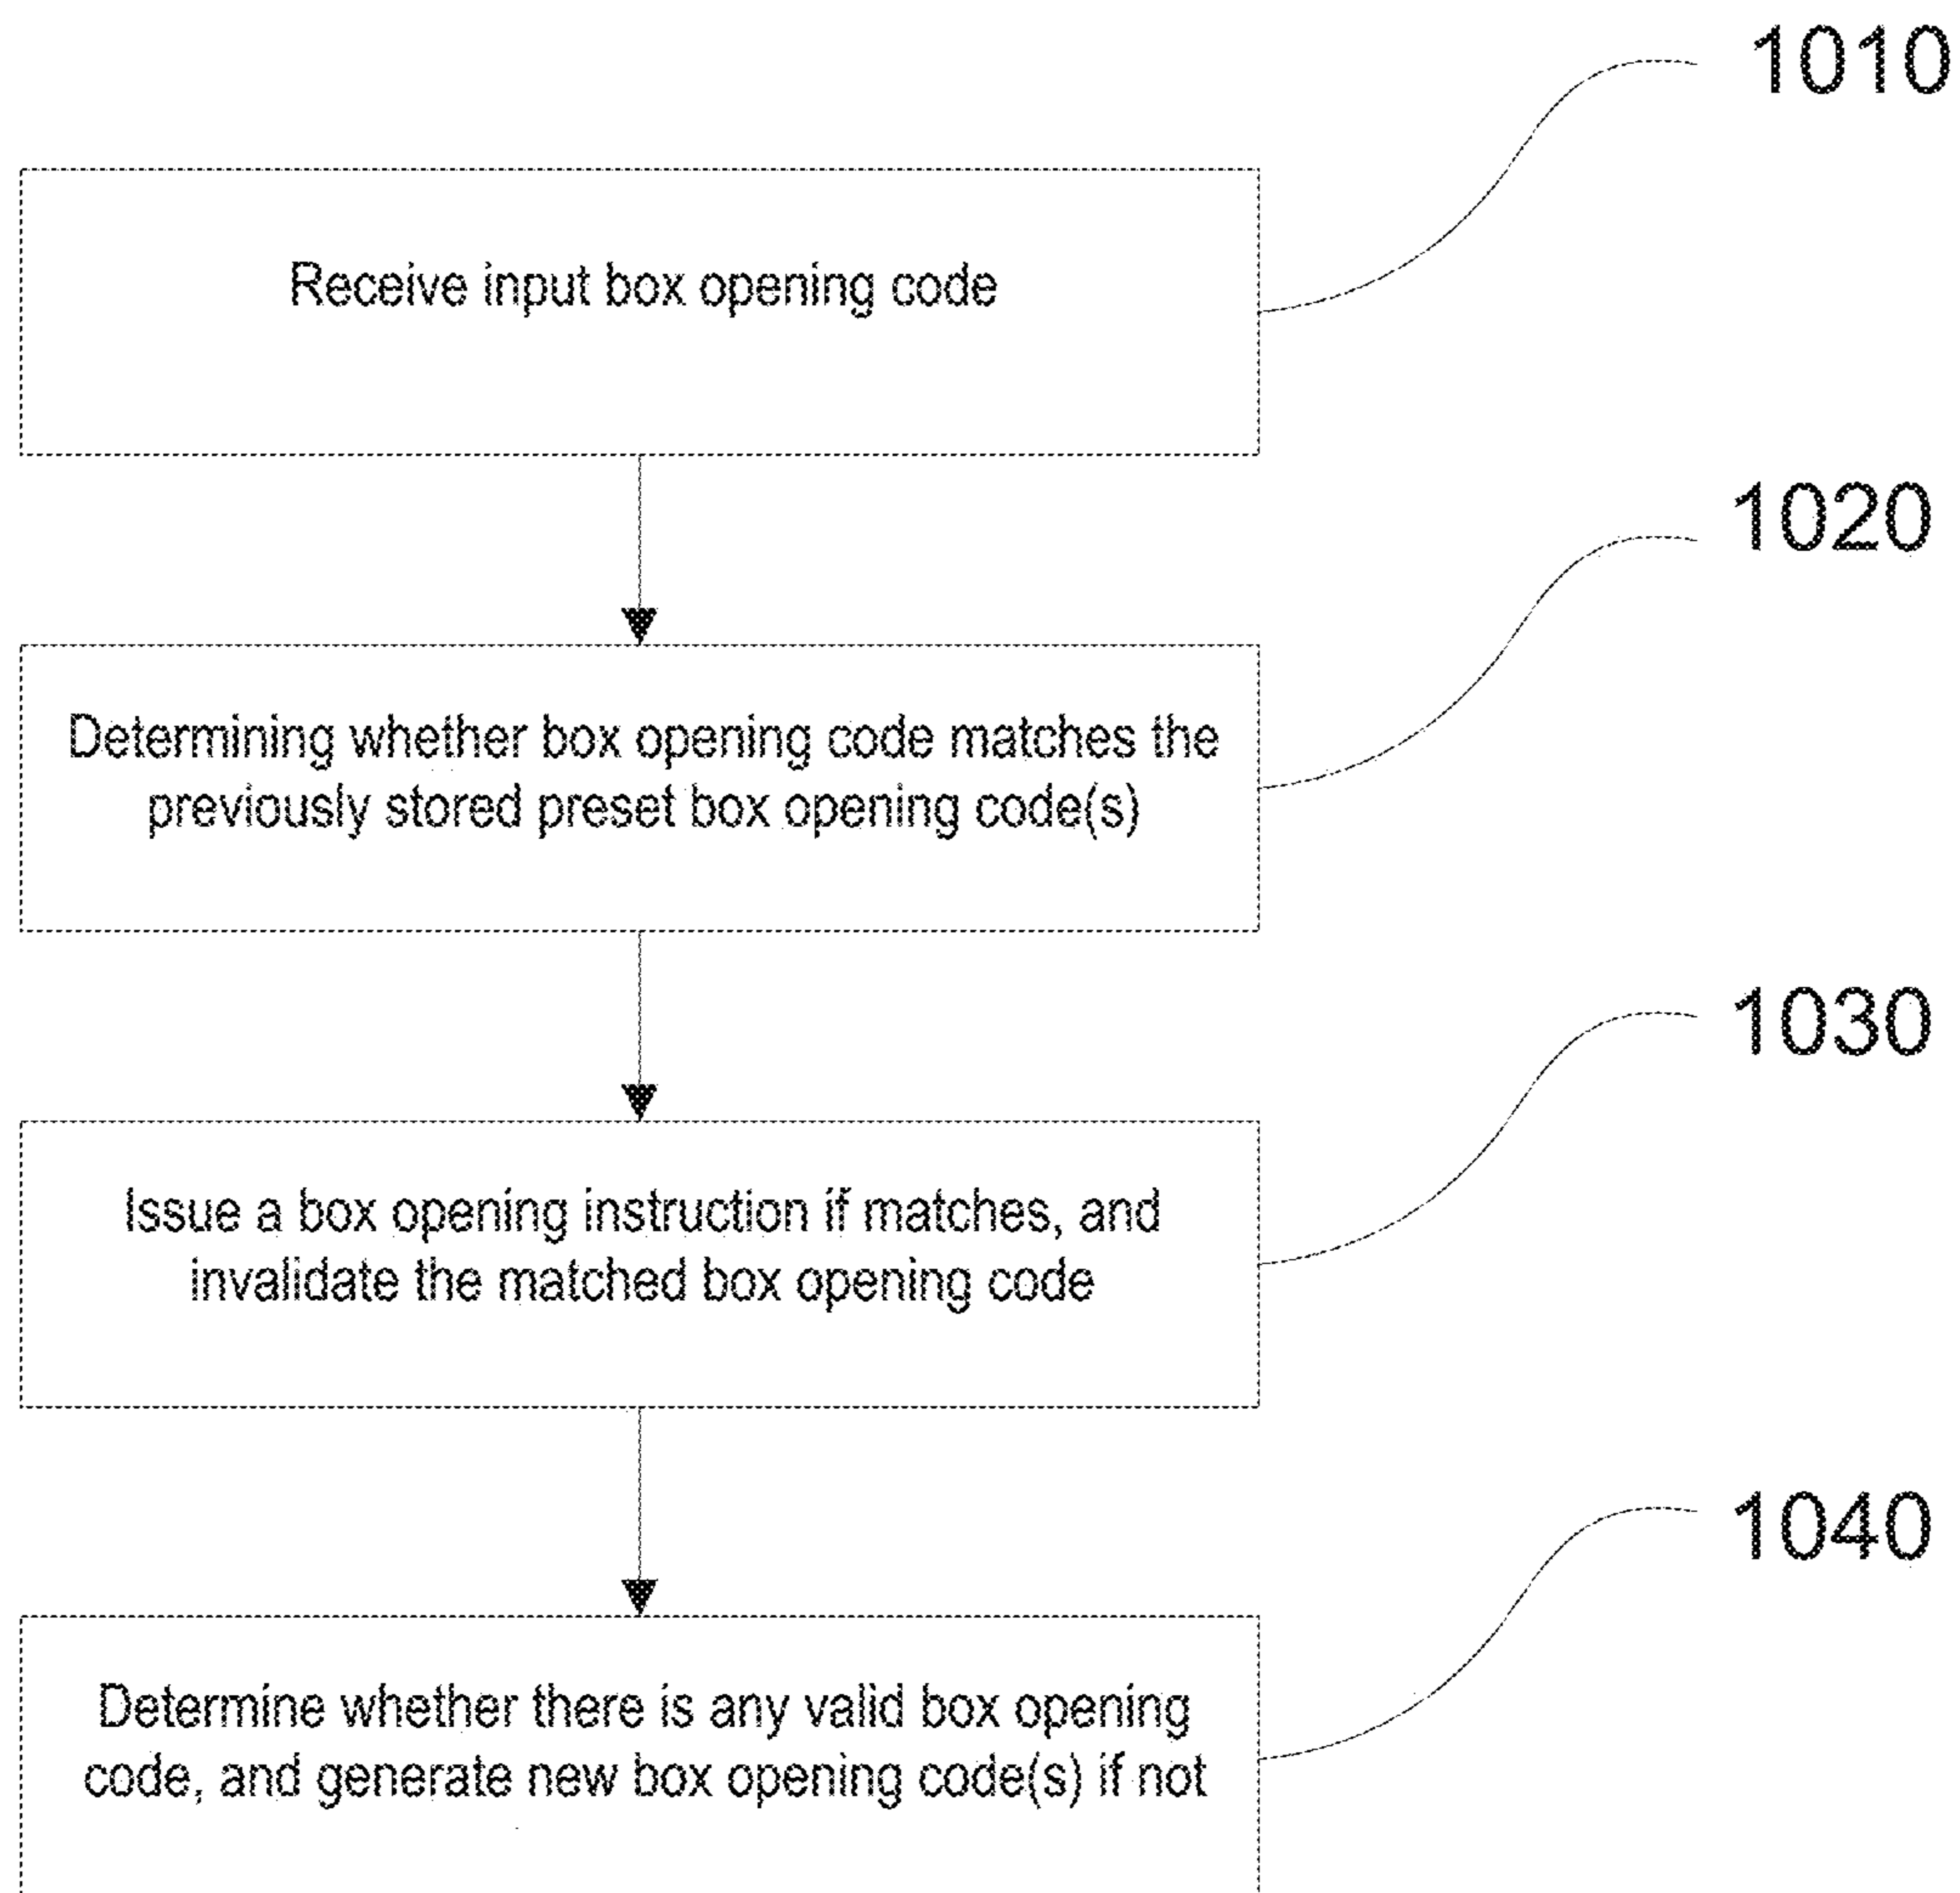 1010
Receive input box opening code
1020
Determining whether box opening code matches the
previously stored preset box opening code(s)
1030
Issue a box opening instruction if matches, and
invalidate the matched box opening code
1040
Determine whether there is any valid box opening
code, and generate new box opening code(s) if not